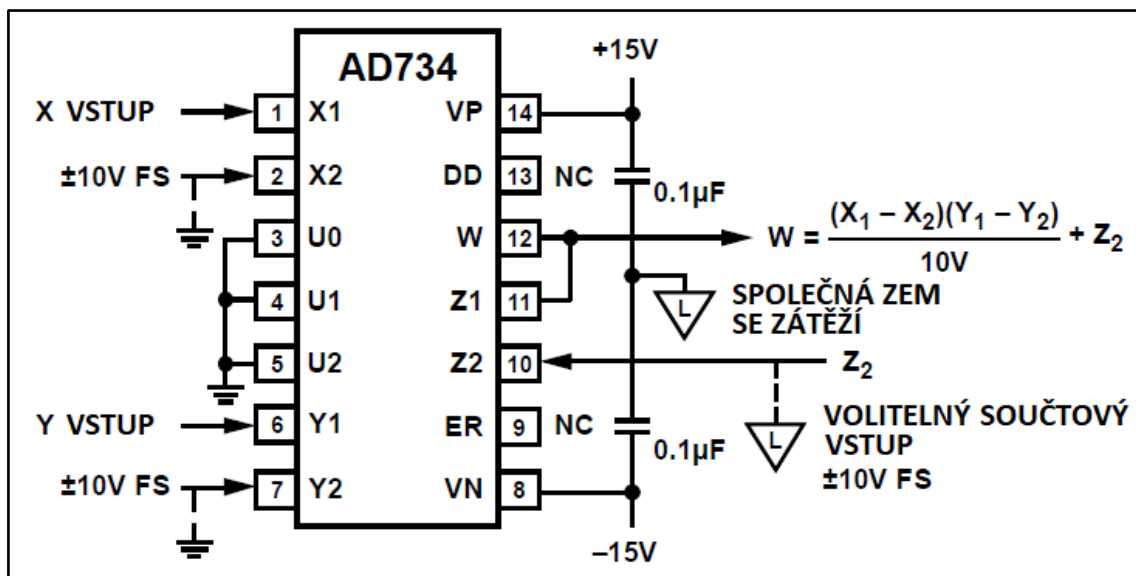 AD734
+15V
X VSTUP 1 X1 VP 14
±10V FS 2 X2 DD 13 NC 0.1µF
3 U0 W 12 W = (X₁ – X₂)(Y₁ – Y₂) / 10V + Z₂
4 U1 Z1 11 L SPOLEČNÁ ZEM
SE ZÁTĚŽÍ
5 U2 Z2 10 Z₂
Y VSTUP 6 Y1 ER 9 NC 0.1µF L VOLITELNÝ SOUČTOVÝ
VSTUP
±10V FS 7 Y2 VN 8 ±10V FS
–15V